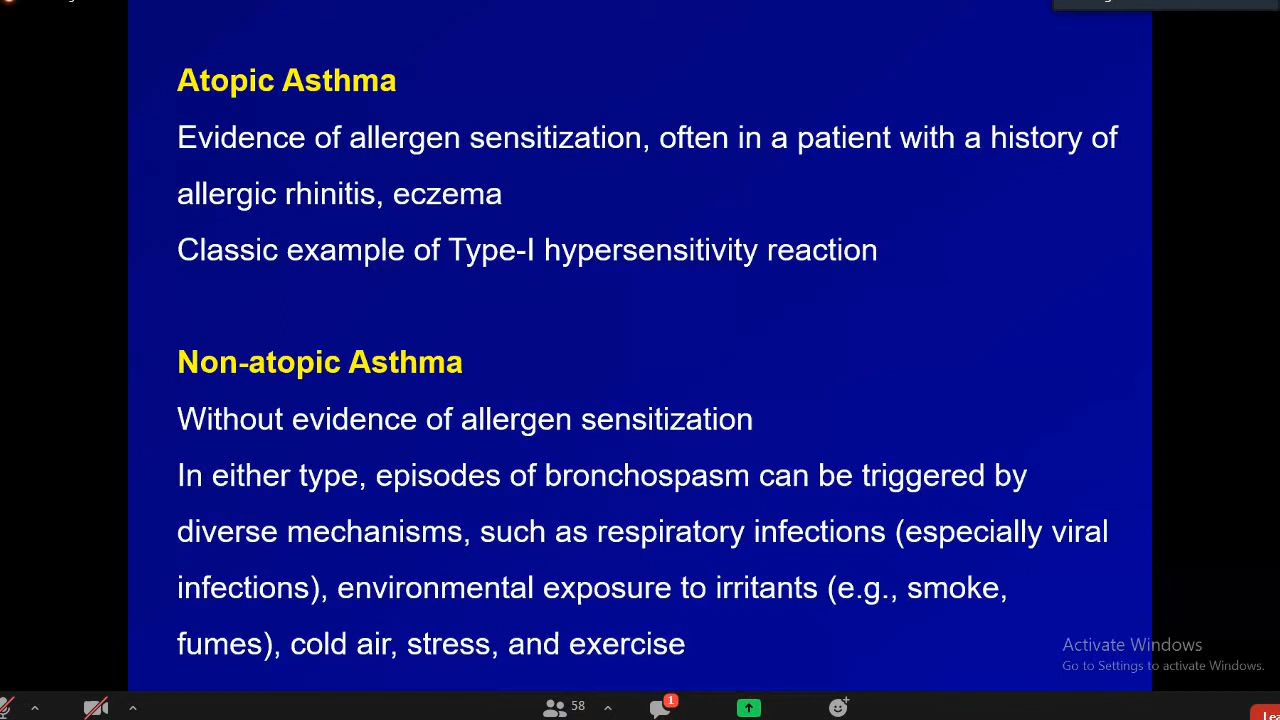 Atopic Asthma
Evidence of allergen sensitization, often in a patient with a history of
allergic rhinitis, eczema
Classic example of Type-I hypersensitivity reaction
Non-atopic Asthma
Without evidence of allergen sensitization
In either type, episodes of bronchospasm can be triggered by
diverse mechanisms, such as respiratory infections (especially viral
infections), environmental exposure to irritants (e.g., smoke,
fumes), cold air, stress, and exercise
Activate Windows
Go to Settings to activate Windows.
58
1